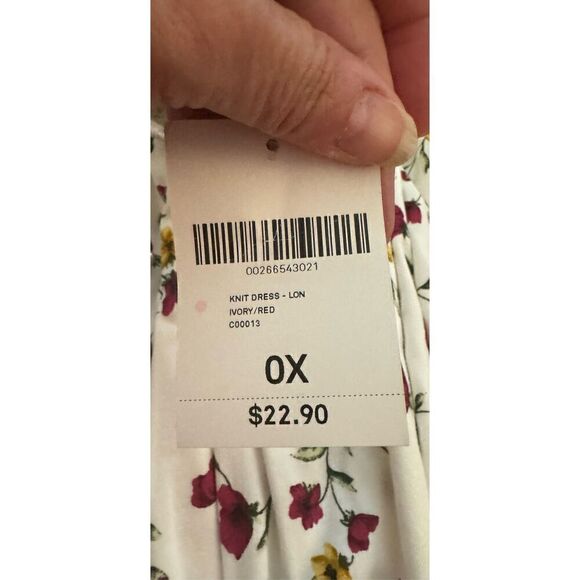 00266543021
KNIT DRESS - LON
IVORY/RED
C00013
0X
$22.90